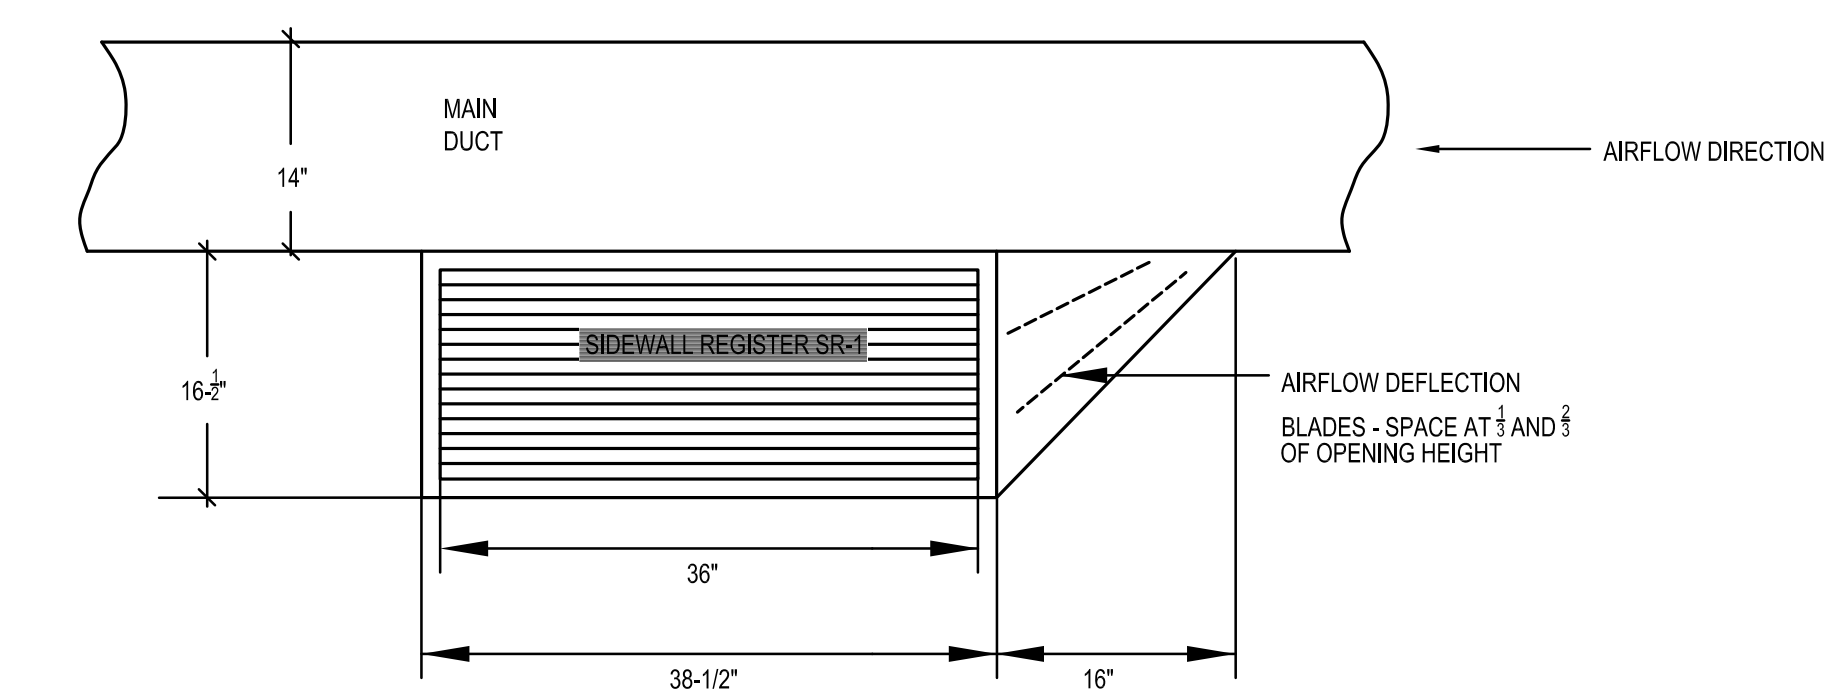 MAIN
DUCT
AIRFLOW DIRECTION
14"
SIDEWALL REGISTER SR-1
16-1/2"
AIRFLOW DEFLECTION
BLADES - SPACE AT 1/3 AND 2/3
OF OPENING HEIGHT
36"
38-1/2"
16"